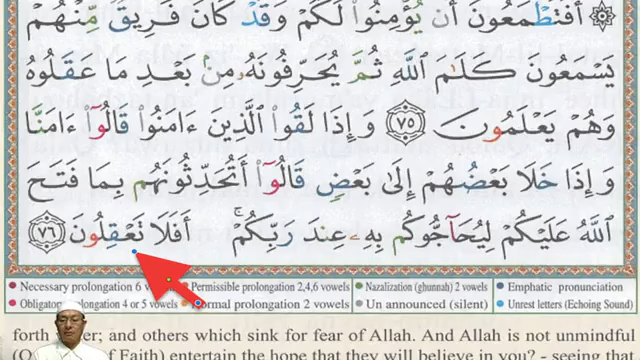 ۞ أَفَتَطْمَعُونَ أَن يُؤْمِنُوا۟ لَكُمْ وَقَدْ كَانَ فَرِيقٌ مِّنْهُمْ
يَسْمَعُونَ كَلَٰمَ ٱللَّهِ ثُمَّ يُحَرِّفُونَهُۥ مِنۢ بَعْدِ مَا عَقَلُوهُ
وَهُمْ يَعْلَمُونَ ٧٥ وَإِذَا لَقُوا۟ ٱلَّذِينَ ءَامَنُوا۟ قَالُوٓا۟ ءَامَنَّا
وَإِذَا خَلَا بَعْضُهُمْ إِلَىٰ بَعْضٍ قَالُوٓا۟ أَتُحَدِّثُونَهُم بِمَا فَتَحَ
ٱللَّهُ عَلَيْكُمْ لِيُحَآجُّوكُم بِهِۦ عِندَ رَبِّكُمْ ۚ أَفَلَا تَعْقِلُونَ ٧٦
Necessary prolongation 6 vowels Permissible prolongation 2,4,6 vowels Nazalization (ghunnah) 2 vowels Emphatic pronunciation
Obligatory prolongation 4 or 5 vowels Normal prolongation 2 vowels Un announced (silent) Unrest letters (Echoing Sound)
forth; and others which sink for fear of Allah. And Allah is not unmindful
of Faith) entertain the hope that they will believe in you? - seeing that